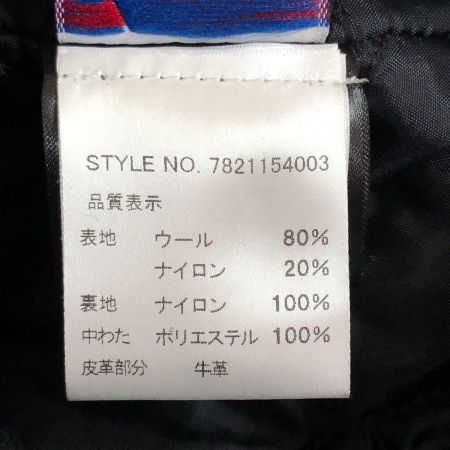 STYLE NO. 7821154003
品質表示
表地 ウール 80%
ナイロン 20%
裏地 ナイロン 100%
中わた ポリエステル 100%
皮革部分 牛革